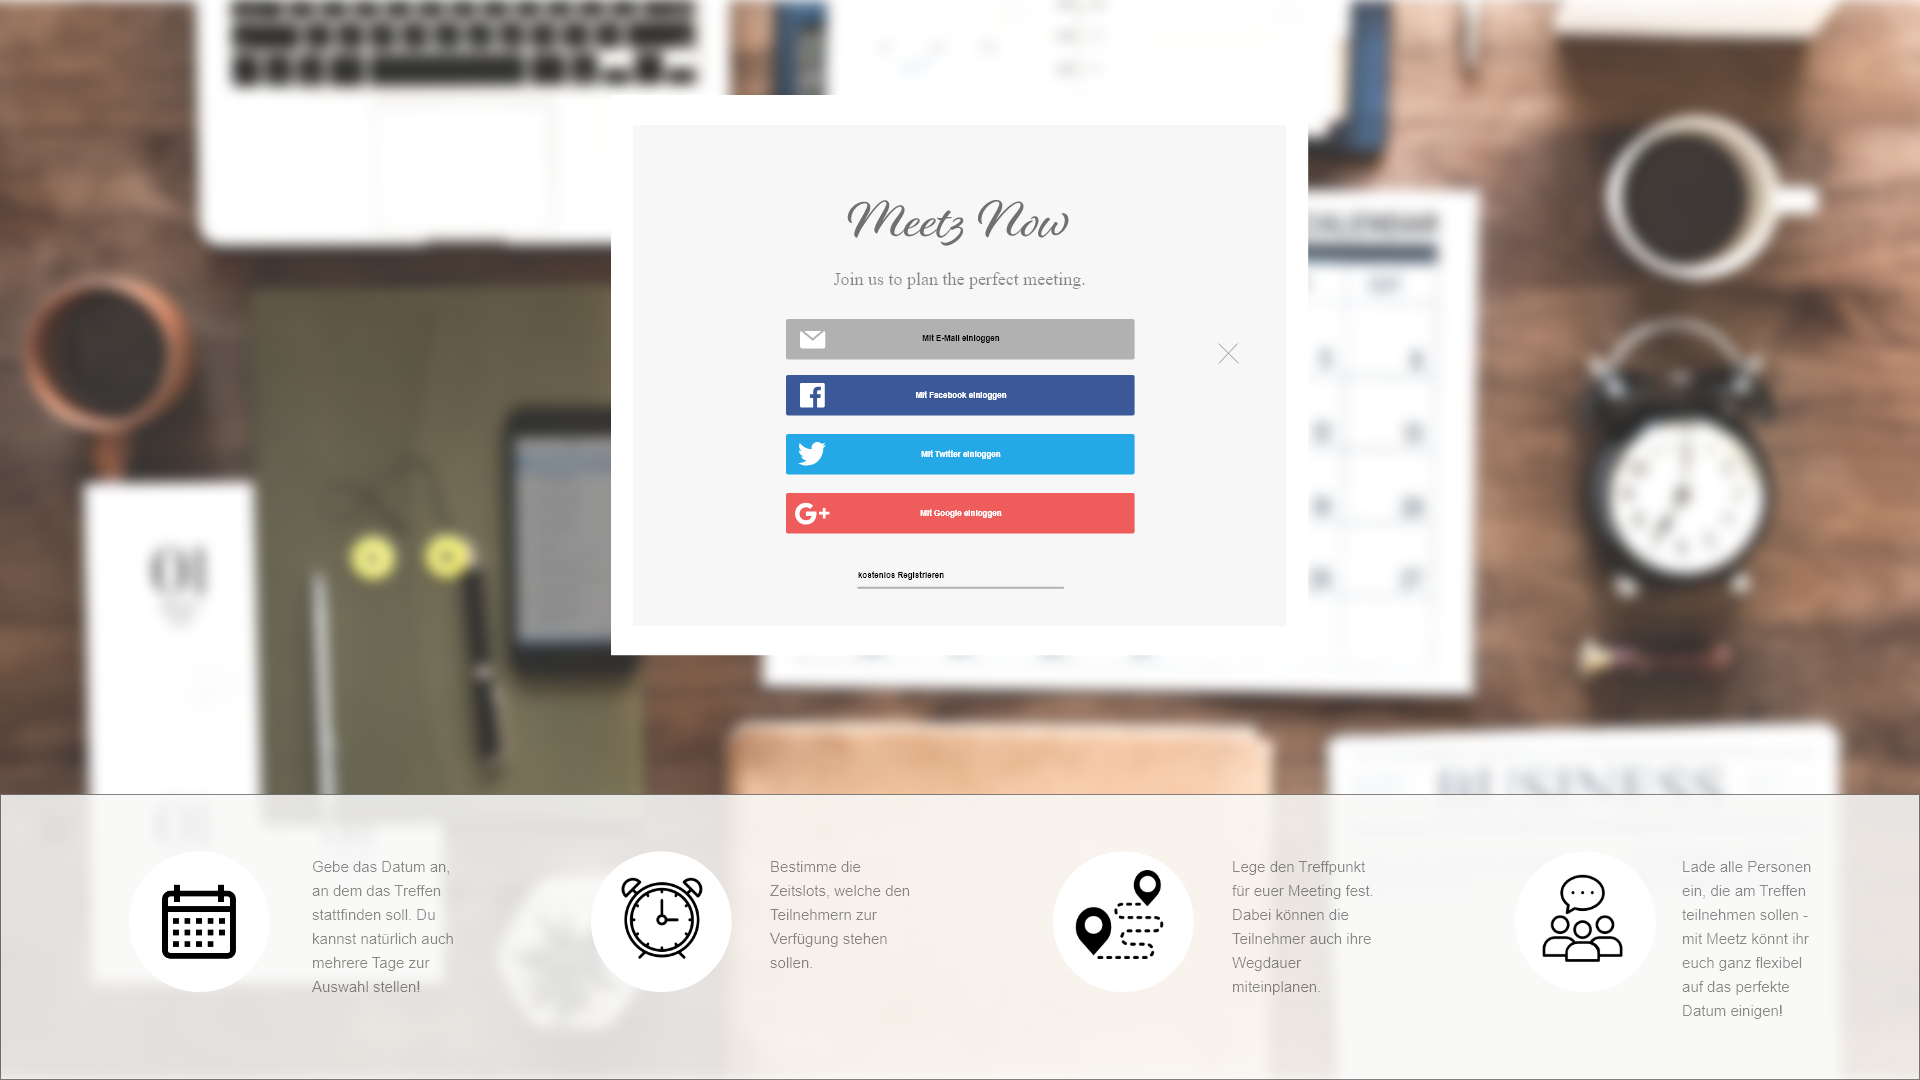 Meetz Now
Join us to plan the perfect meeting.
CALENDAR
SAT
Mit E-Mail einloggen
Mit Facebook einloggen
Mit Twitter einloggen
G+ Mit Google einloggen
kostenlos Registrieren
01
BUSINESS
Gebe das Datum an,
an dem das Treffen
stattfinden soll. Du
kannst natürlich auch
mehrere Tage zur
Auswahl stellen!
Bestimme die
Zeitslots, welche den
Teilnehmern zur
Verfügung stehen
sollen.
Lege den Treffpunkt
für euer Meeting fest.
Dabei können die
Teilnehmer auch ihre
Wegdauer
miteinplanen.
Lade alle Personen
ein, die am Treffen
teilnehmen sollen -
mit Meetz könnt ihr
euch ganz flexibel
auf das perfekte
Datum einigen!